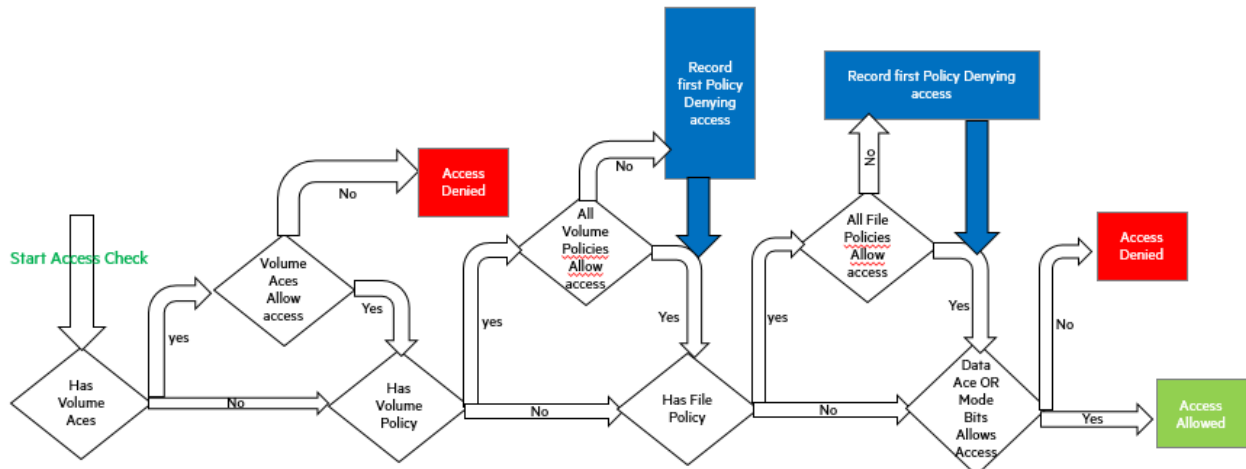 Start Access Check
Has
Volume
Aces
yes
No
Volume
Aces
Allow
access
No
Access
Denied
Yes
Has
Volume
Policy
yes
No
All
Volume
Policies
Allow
access
No
Record
first Policy
Denying
access
Yes
Has File
Policy
yes
No
All File
Policies
Allow
access
No
Record first Policy Denying
access
Yes
Data
Ace OR
Mode
Bits
Allows
Access
No
Access
Denied
Yes
Access
Allowed